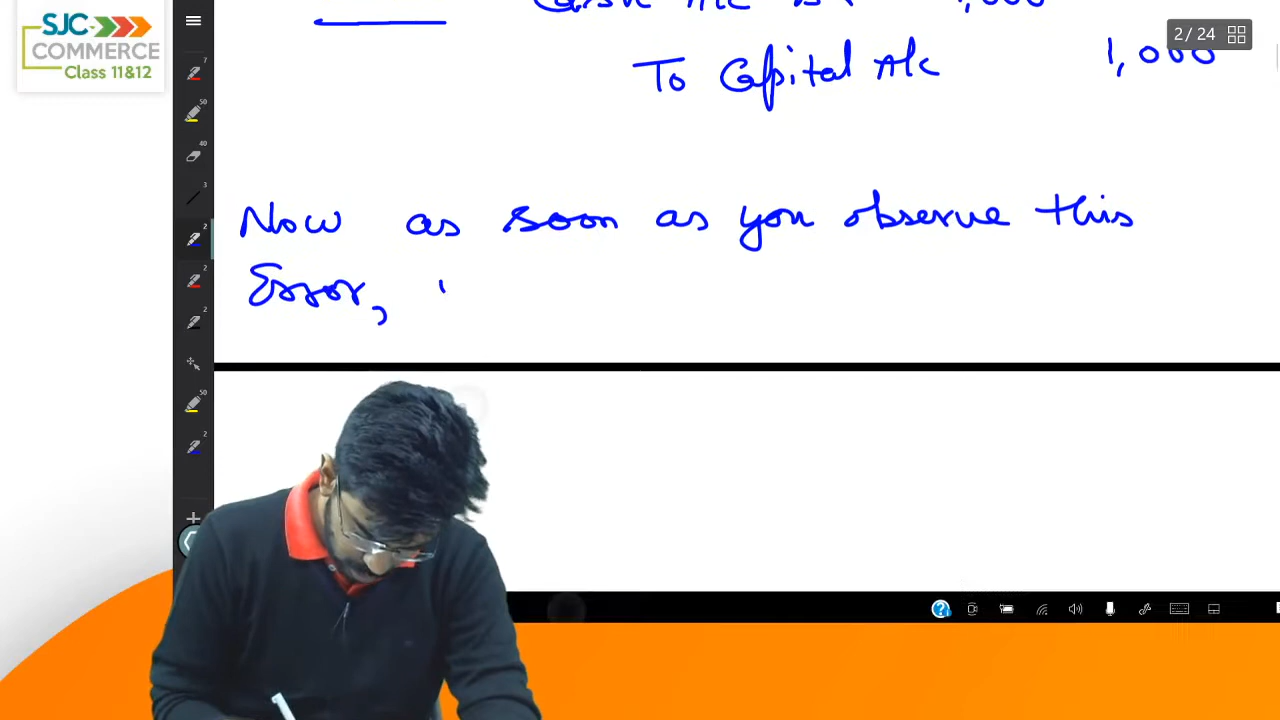 SJC
COMMERCE
Class 11&12
2/24
To Capital A/c 1,000
Now as soon as you observe this
Error,